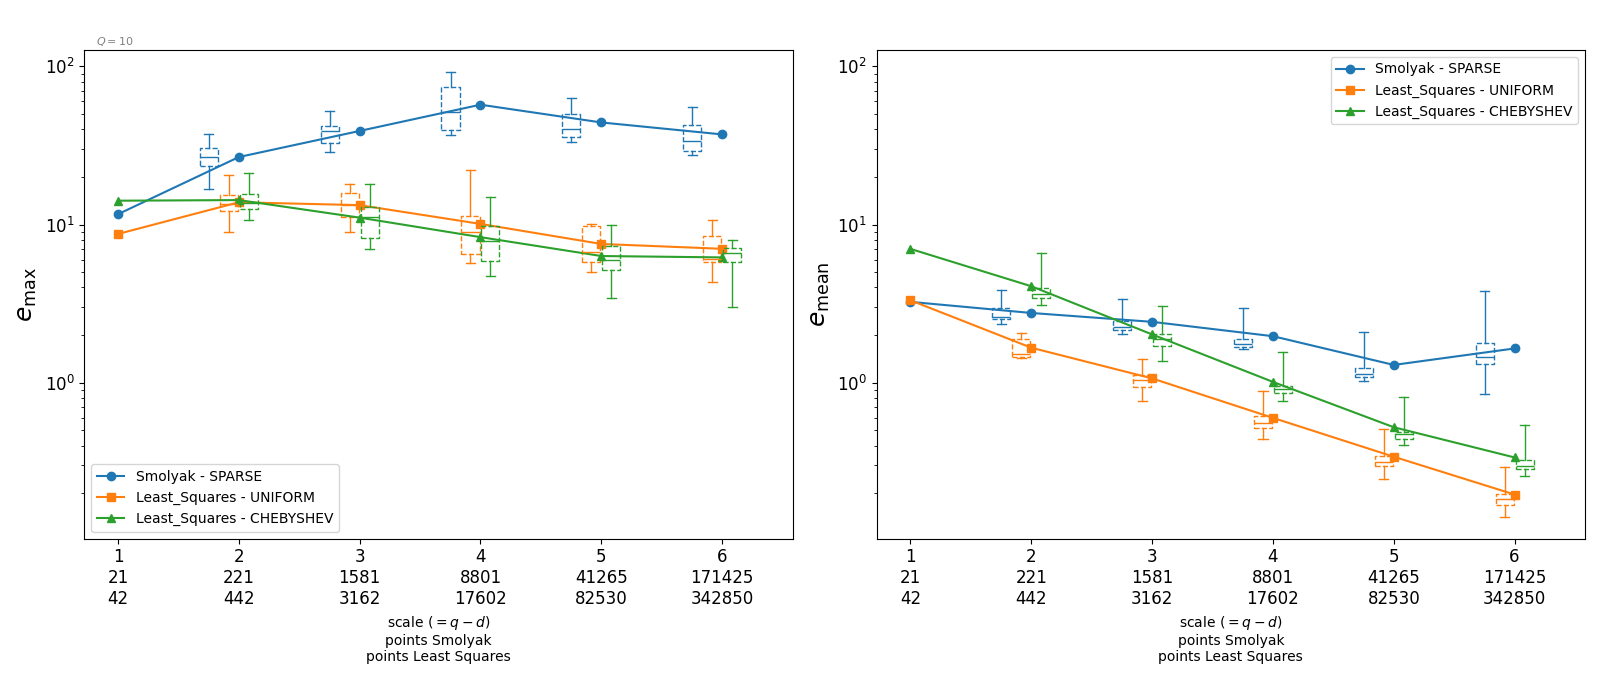 Q = 10
10²
10¹
10⁰
e_max
Smolyak - SPARSE
Least_Squares - UNIFORM
Least_Squares - CHEBYSHEV
1 2 3 4 5 6
21 221 1581 8801 41265 171425
42 442 3162 17602 82530 342850
scale ( = q − d)
points Smolyak
points Least Squares
10²
10¹
10⁰
e_mean
Smolyak - SPARSE
Least_Squares - UNIFORM
Least_Squares - CHEBYSHEV
1 2 3 4 5 6
21 221 1581 8801 41265 171425
42 442 3162 17602 82530 342850
scale ( = q − d)
points Smolyak
points Least Squares